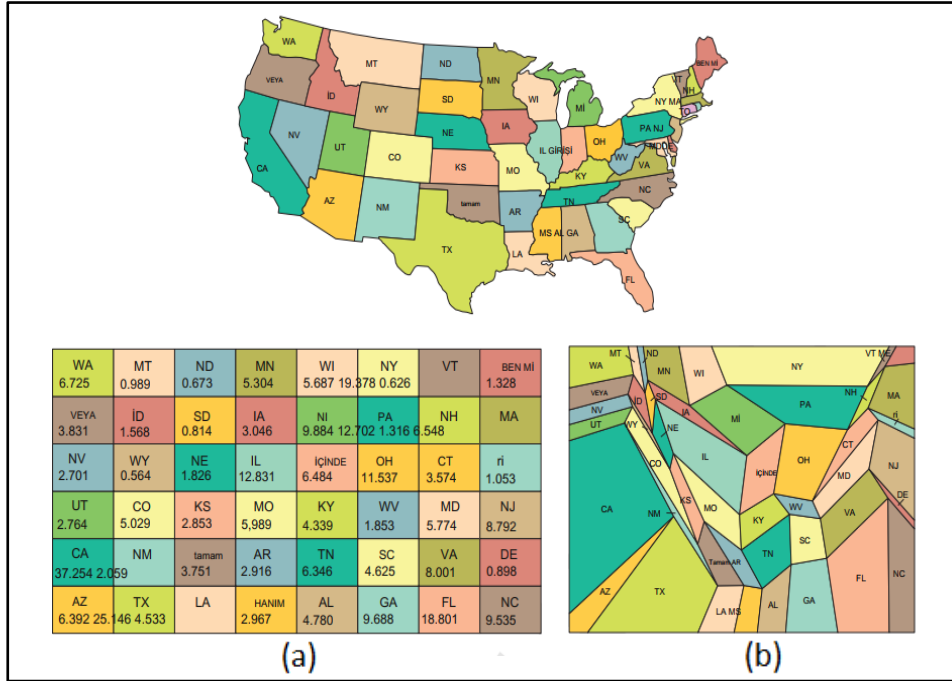 WA
MT
ND
MN
VEYA
İD
WY
SD
WI
Mİ
VT
NH
BEN Mİ
NY MA
NV
UT
CO
NE
IA
IL GİRİŞİ
OH
PA NJ
CA
KS
MO
KY
WV
VA
MDDE
AZ
NM
tamam
AR
TN
NC
SC
TX
LA
MS AL GA
FL
WA MT ND MN WI NY VT BEN Mİ
6.725 0.989 0.673 5.304 5.687 19.378 0.626 1.328
VEYA İD SD IA NI PA NH MA
3.831 1.568 0.814 3.046 9.884 12.702 1.316 6.548
NV WY NE IL İÇİNDE OH CT ri
2.701 0.564 1.826 12.831 6.484 11.537 3.574 1.053
UT CO KS MO KY WV MD NJ
2.764 5.029 2.853 5,989 4.339 1.853 5.774 8.792
CA NM tamam AR TN SC VA DE
37.254 2.059 3.751 2.916 6.346 4.625 8.001 0.898
AZ TX LA HANIM AL GA FL NC
6.392 25.146 4.533 2.967 4.780 9.688 18.801 9.535
MT ND VT ME
WA MN WI NY
VEYA İD SD NH MA
NV IA Mİ PA ri
UT WY NE CT
CO IL İÇİNDE OH MD NJ
CA KS DE
NM MO KY WV VA
SC
Tamam AR TN FL NC
AZ TX LA MS AL GA
(a) (b)